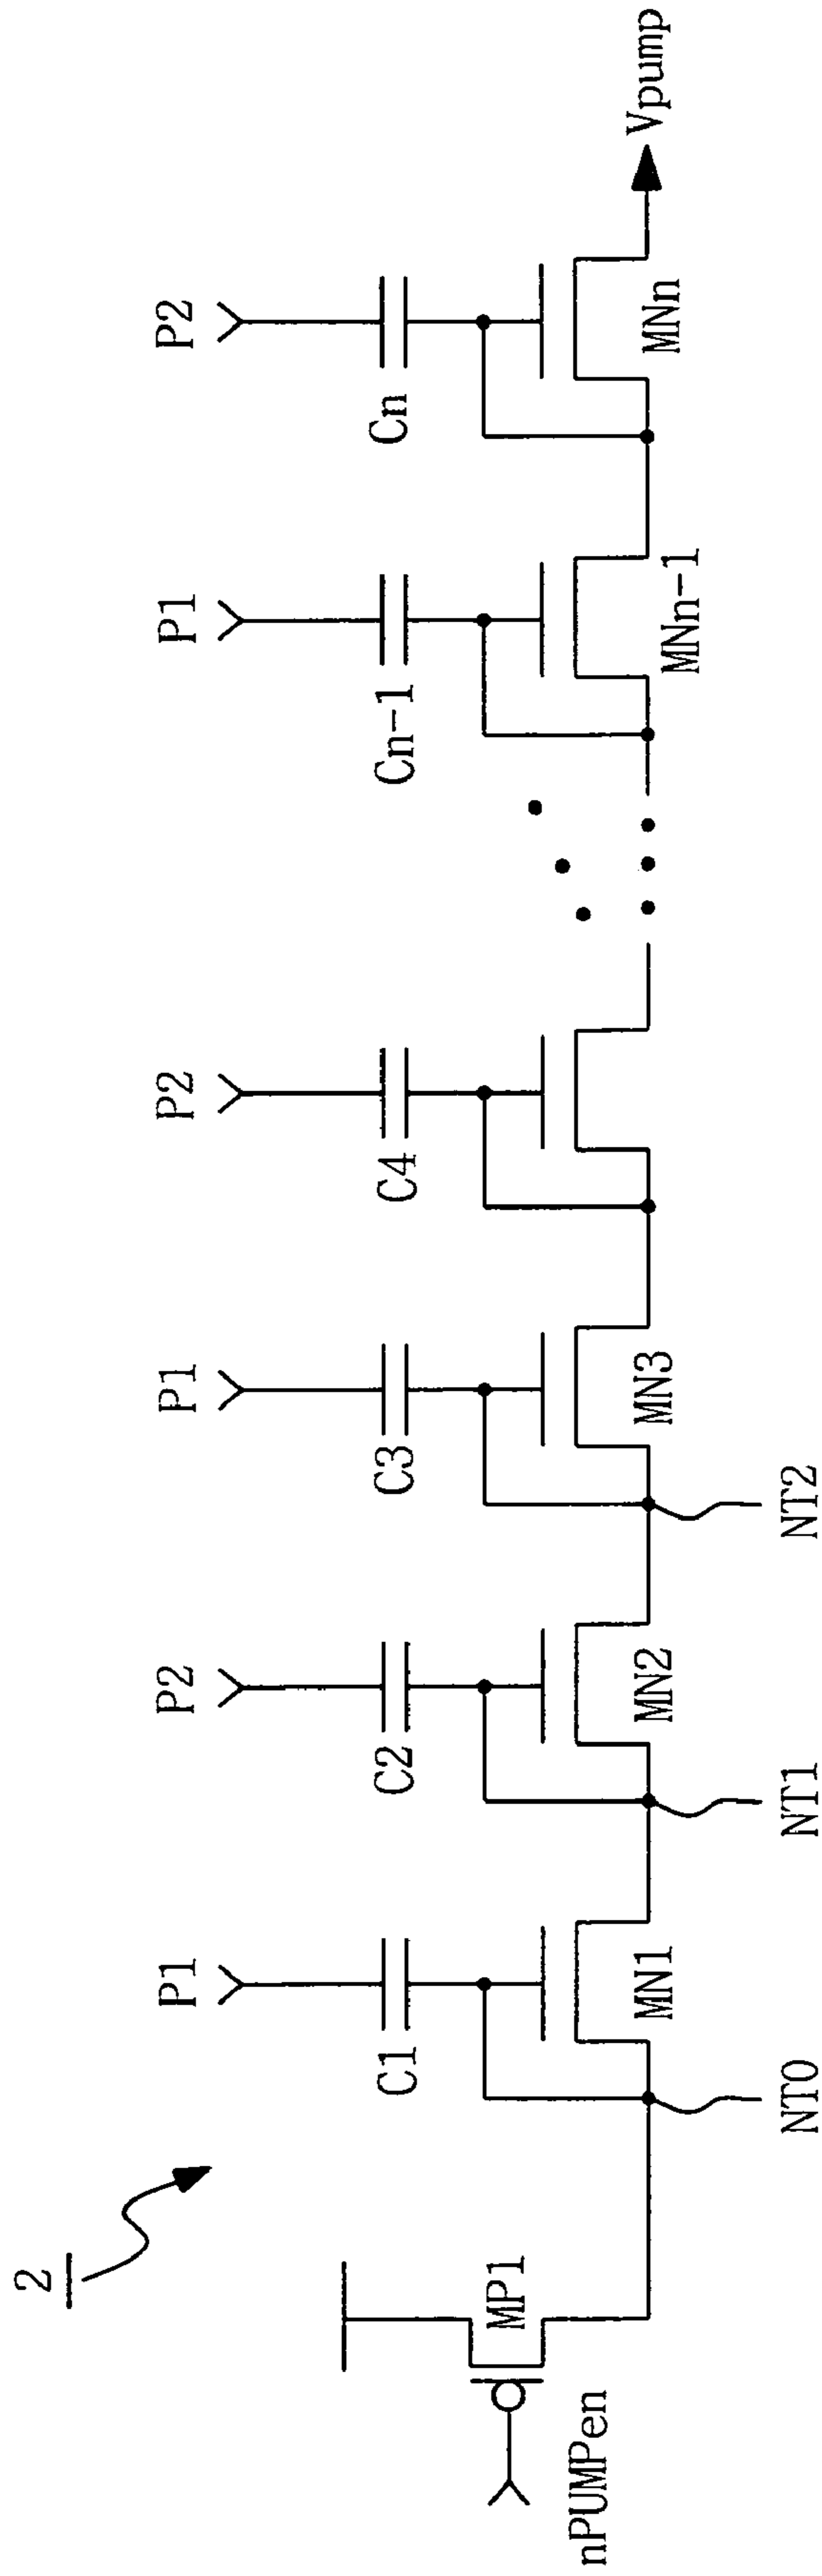 2
P1
P2
P1
P2
P1
P2
C1
C2
C3
C4
Cn-1
Cn
nPUMPen
MP1
MN1
MN2
MN3
MNn-1
MNn
Vpump
NT0
NT1
NT2